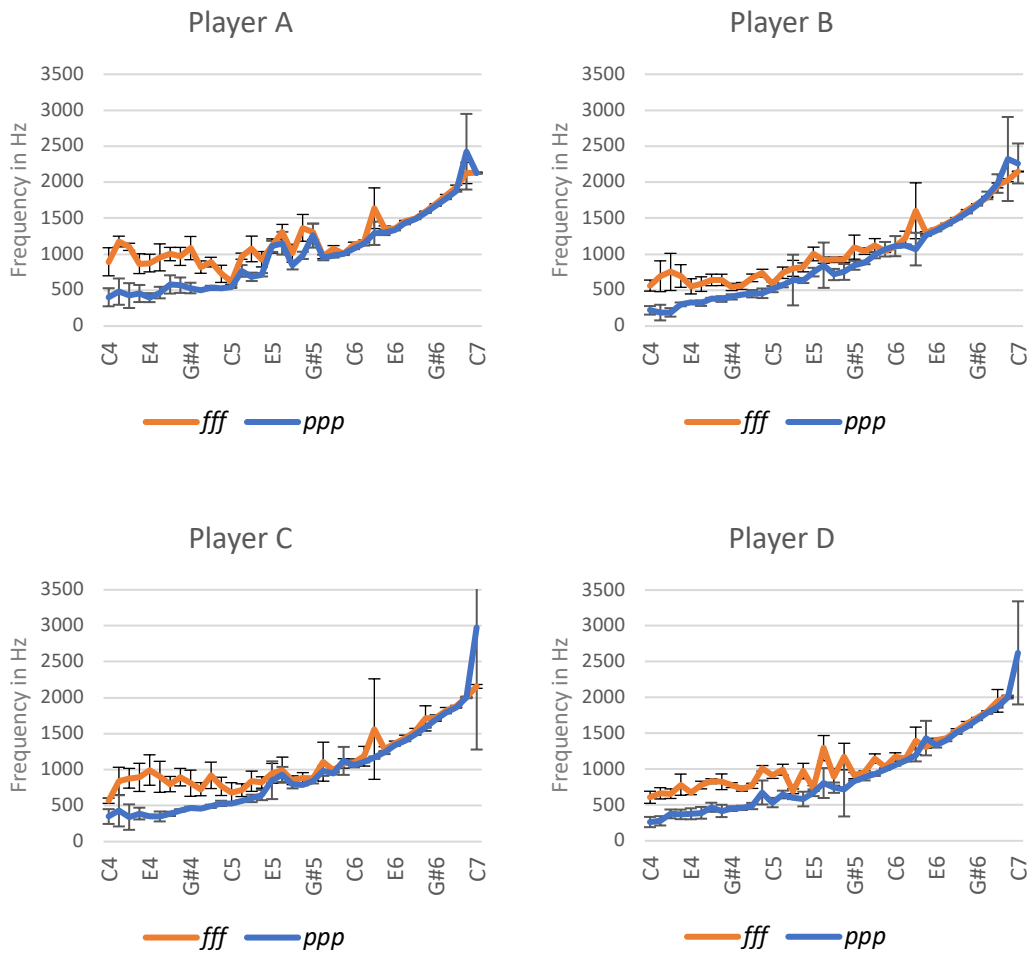 Player A
Frequency in Hz
3500
3000
2500
2000
1500
1000
500
0
C4
E4
G#4
C5
E5
G#5
C6
E6
G#6
C7
fff ppp
Player B
Frequency in Hz
3500
3000
2500
2000
1500
1000
500
0
C4
E4
G#4
C5
E5
G#5
C6
E6
G#6
C7
fff ppp
Player C
Frequency in Hz
3500
3000
2500
2000
1500
1000
500
0
C4
E4
G#4
C5
E5
G#5
C6
E6
G#6
C7
fff ppp
Player D
Frequency in Hz
3500
3000
2500
2000
1500
1000
500
0
C4
E4
G#4
C5
E5
G#5
C6
E6
G#6
C7
fff ppp